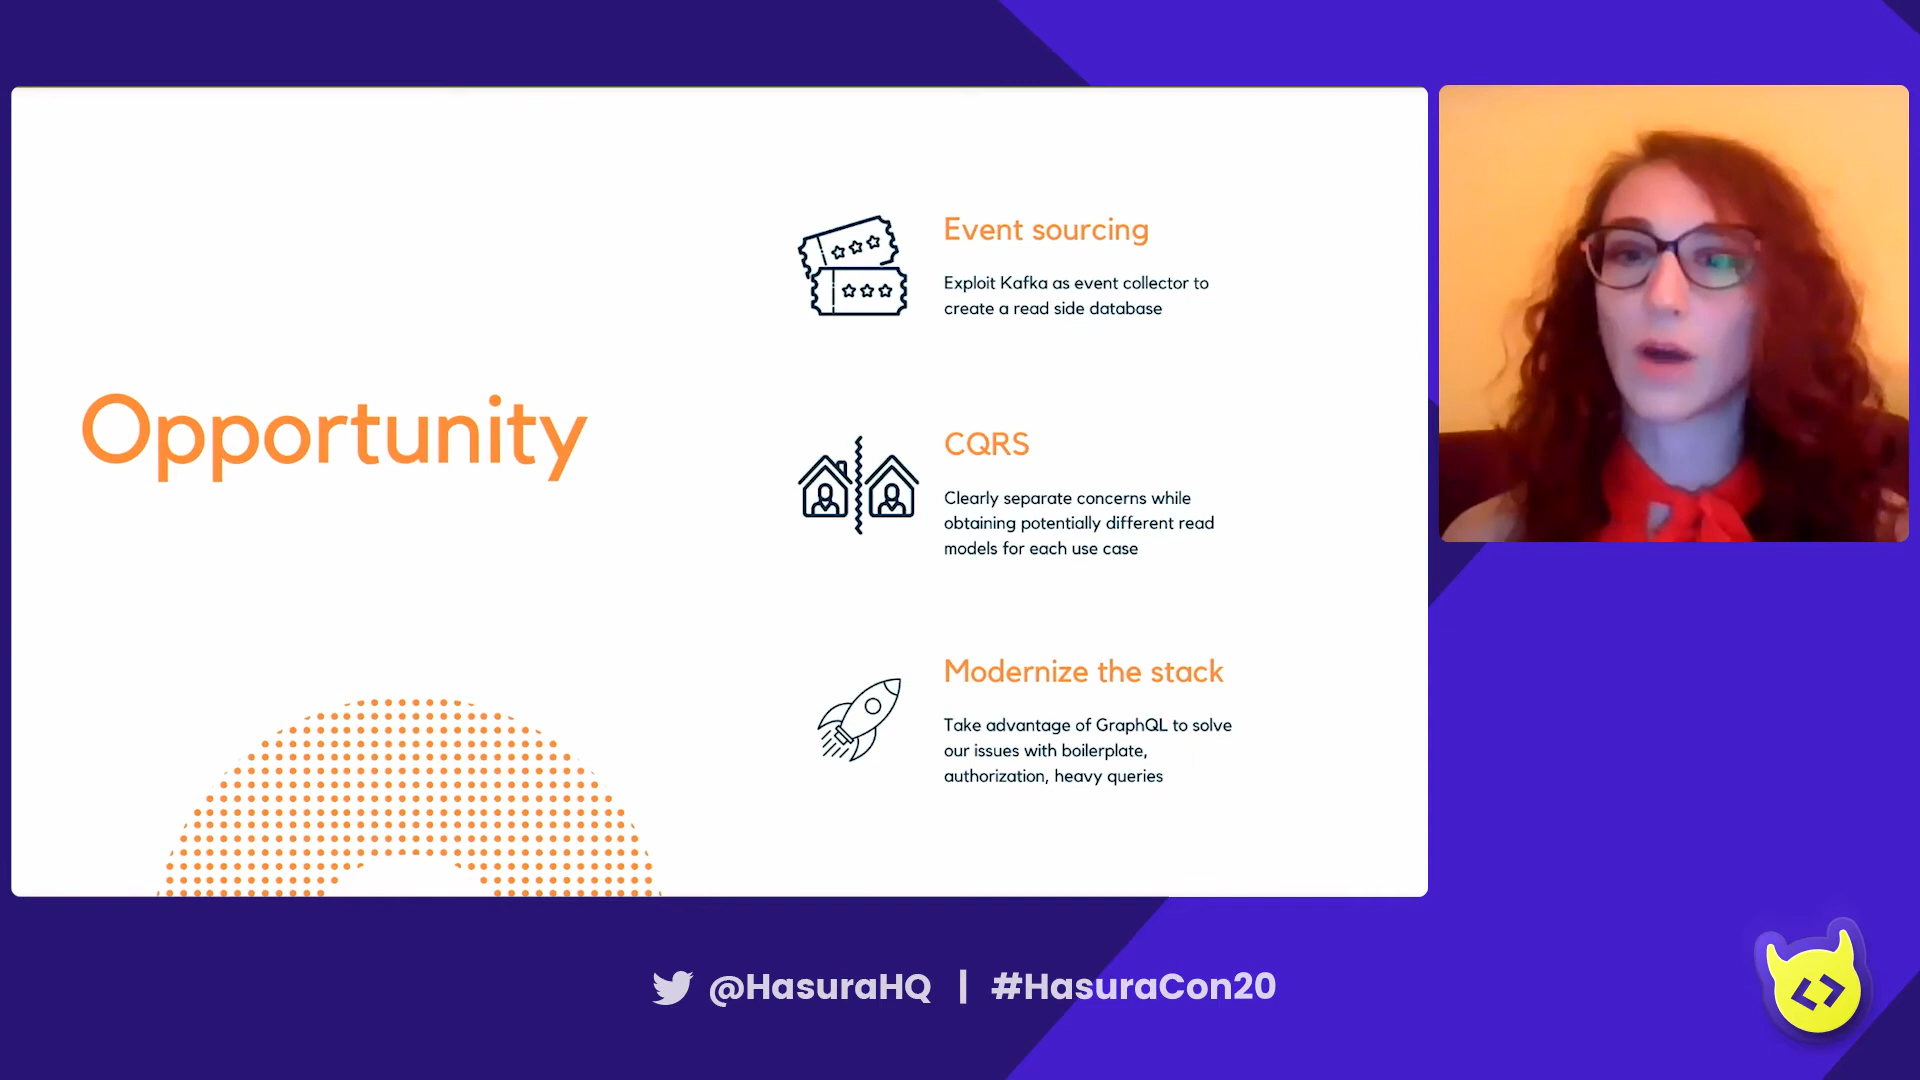 Opportunity
Event sourcing
Exploit Kafka as event collector to
create a read side database
CQRS
Clearly separate concerns while
obtaining potentially different read
models for each use case
Modernize the stack
Take advantage of GraphQL to solve
our issues with boilerplate,
authorization, heavy queries
@HasuraHQ | #HasuraCon20